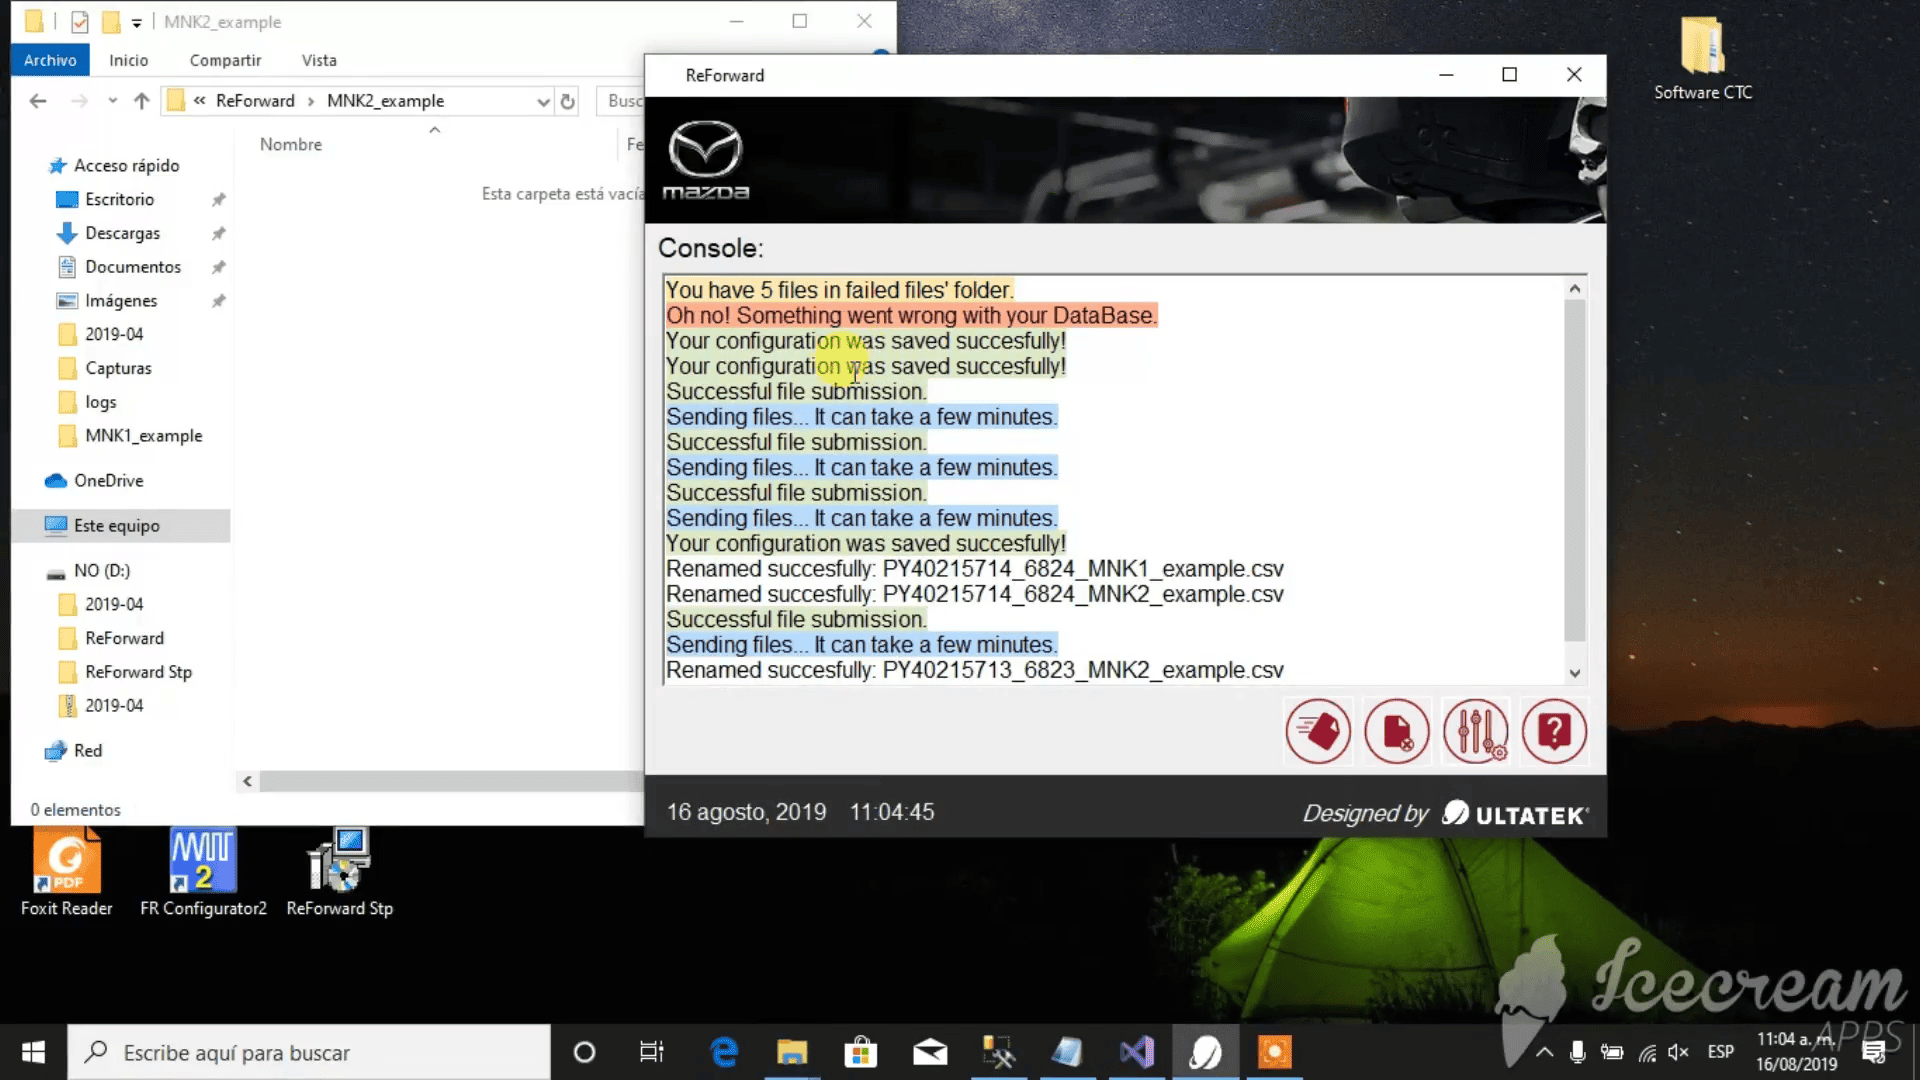 MNK2_example
Archivo Inicio Compartir Vista
« ReForward › MNK2_example
Busc
Nombre
Fe
Esta carpeta está vacía
Acceso rápido
Escritorio
Descargas
Documentos
Imágenes
2019-04
Capturas
logs
MNK1_example
OneDrive
Este equipo
NO (D:)
2019-04
ReForward
ReForward Stp
2019-04
Red
0 elementos
ReForward
mazda
Console:
You have 5 files in failed files' folder.
Oh no! Something went wrong with your DataBase.
Your configuration was saved succesfully!
Your configuration was saved succesfully!
Successful file submission.
Sending files... It can take a few minutes.
Successful file submission.
Sending files... It can take a few minutes.
Successful file submission.
Sending files... It can take a few minutes.
Your configuration was saved succesfully!
Renamed succesfully: PY40215714_6824_MNK1_example.csv
Renamed succesfully: PY40215714_6824_MNK2_example.csv
Successful file submission.
Sending files... It can take a few minutes.
Renamed succesfully: PY40215713_6823_MNK2_example.csv
16 agosto, 2019 11:04:45
Designed by ULTATEK
Software CTC
PDF
Foxit Reader
2
FR Configurator2
ReForward Stp
Icecream
APPS
Escribe aquí para buscar
ESP
11:04 a. m.
16/08/2019